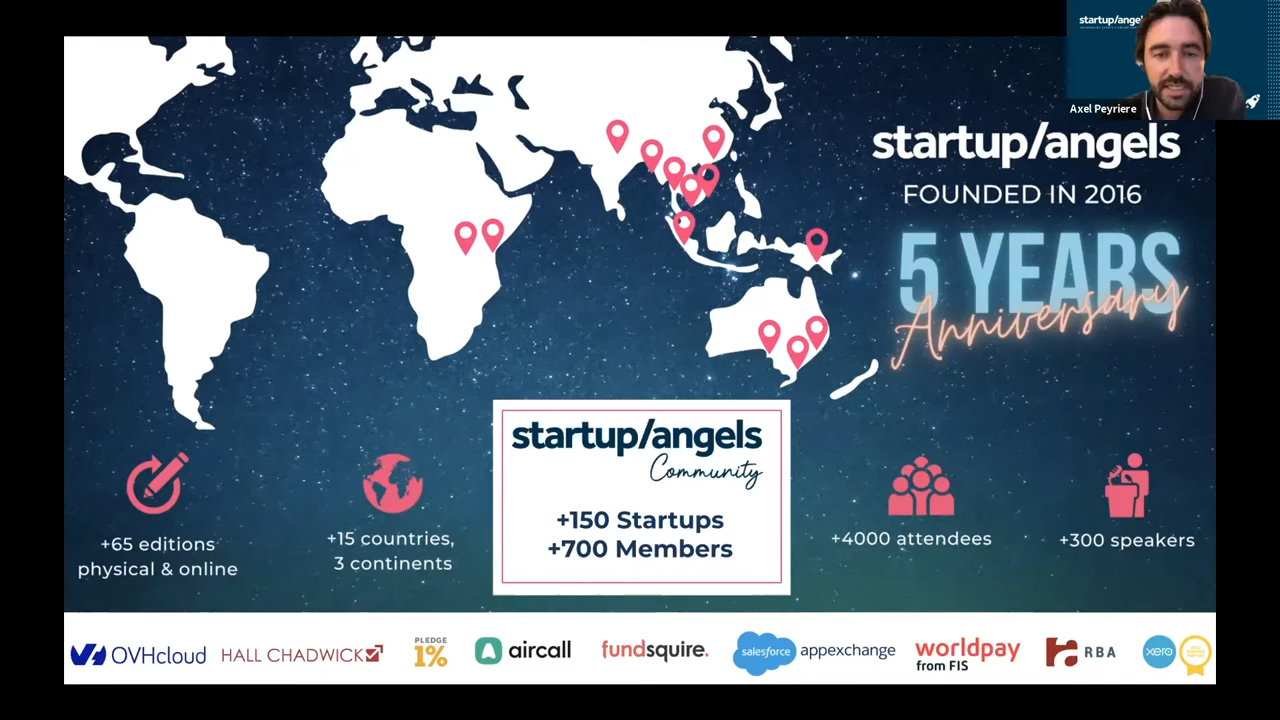 startup/angel
Axel Peyriere
startup/angels
FOUNDED IN 2016
5 YEARS
Anniversary
startup/angels
Community
+150 Startups
+700 Members
+65 editions
physical & online
+15 countries,
3 continents
+4000 attendees
+300 speakers
OVHcloud
HALL CHADWICK
PLEDGE
1%
aircall
fundsquire.
salesforce
appexchange
worldpay
from FIS
RBA
xero